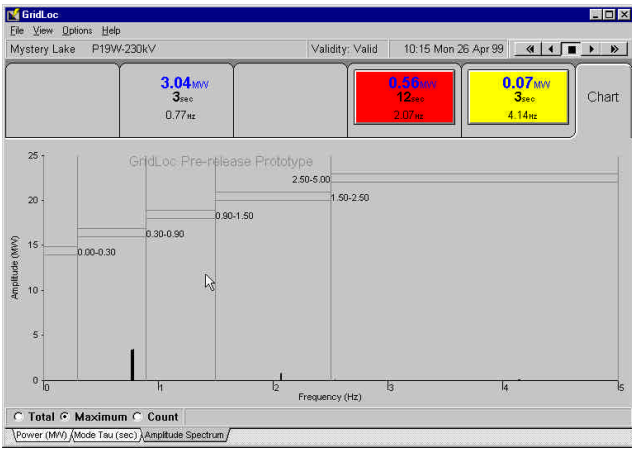 GridLoc
File View Options Help
Mystery Lake P19W-230kV Validity: Valid 10:15 Mon 26 Apr 99
3.04MW 0.56MW 0.07MW
3sec 12sec 3sec Chart
0.77Hz 2.07Hz 4.14Hz
GridLoc Pre-release Prototype
25
2.50-5.00
20
1.50-2.50
0.90-1.50
0.30-0.90
15
0.00-0.30
Amplitude (MW)
10
5
0
0 1 2 3 4 5
Frequency (Hz)
Total Maximum Count
Power (MW) Mode Tau (sec) Amplitude Spectrum